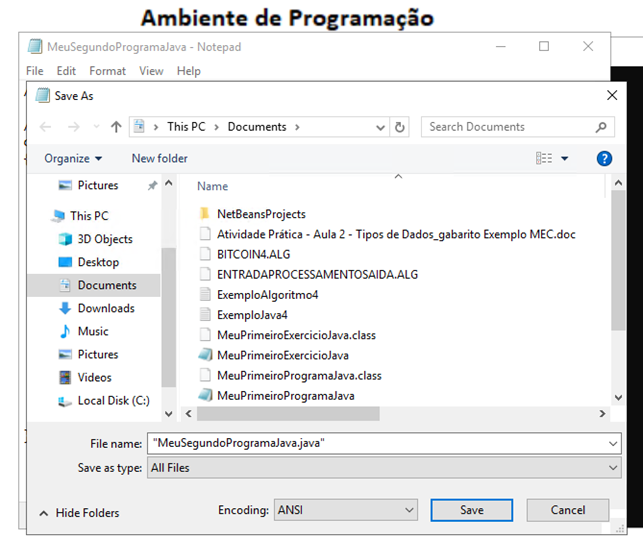 Ambiente de Programação
MeuSegundoProgramaJava - Notepad
File Edit Format View Help
Save As
This PC > Documents >
Search Documents
Organize
New folder
Pictures
This PC
3D Objects
Desktop
Documents
Downloads
Music
Pictures
Videos
Local Disk (C:)
Name
NetBeansProjects
Atividade Prática - Aula 2 - Tipos de Dados_gabarito Exemplo MEC.doc
BITCOIN4.ALG
ENTRADAPROCESSAMENTOSAIDA.ALG
ExemploAlgoritmo4
ExemploJava4
MeuPrimeiroExercicioJava.class
MeuPrimeiroExercicioJava
MeuPrimeiroProgramaJava.class
MeuPrimeiroProgramaJava
File name: "MeuSegundoProgramaJava.java"
Save as type: All Files
Hide Folders
Encoding: ANSI
Save
Cancel